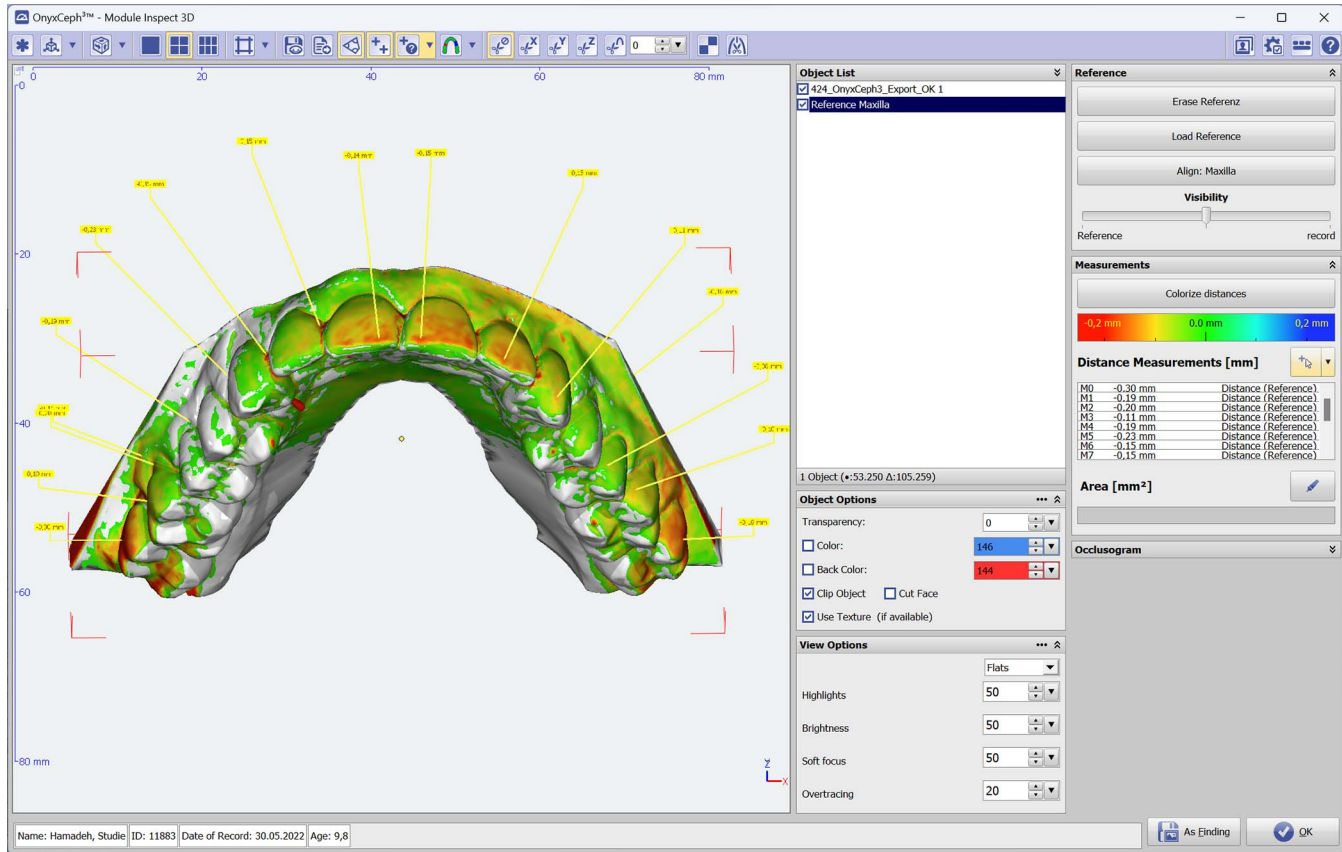 OnyxCeph³™ - Module Inspect 3D
0
0 20 40 60 80 mm
0
-20
-40
-60
-80 mm
-0,15 mm
-0,14 mm
-0,15 mm
-0,23 mm
-0,19 mm
Z
X
Object List
424_OnyxCeph3_Export_OK 1
Reference Maxilla
1 Object (•:53.250 Δ:105.259)
Object Options
Transparency: 0
Color: 146
Back Color: 144
Clip Object Cut Face
Use Texture (if available)
View Options
Flats
Highlights 50
Brightness 50
Soft focus 50
Overtracing 20
Reference
Erase Referenz
Load Reference
Align: Maxilla
Visibility
Reference record
Measurements
Colorize distances
-0,2 mm 0.0 mm 0,2 mm
Distance Measurements [mm]
M0 -0.30 mm Distance (Reference)
M1 -0.19 mm Distance (Reference)
M2 -0.20 mm Distance (Reference)
M3 -0.11 mm Distance (Reference)
M4 -0.19 mm Distance (Reference)
M5 -0.23 mm Distance (Reference)
M6 -0.15 mm Distance (Reference)
M7 -0,15 mm Distance (Reference)
Area [mm²]
Occlusogram
Name: Hamadeh, Studie ID: 11883 Date of Record: 30.05.2022 Age: 9,8
As Finding
OK